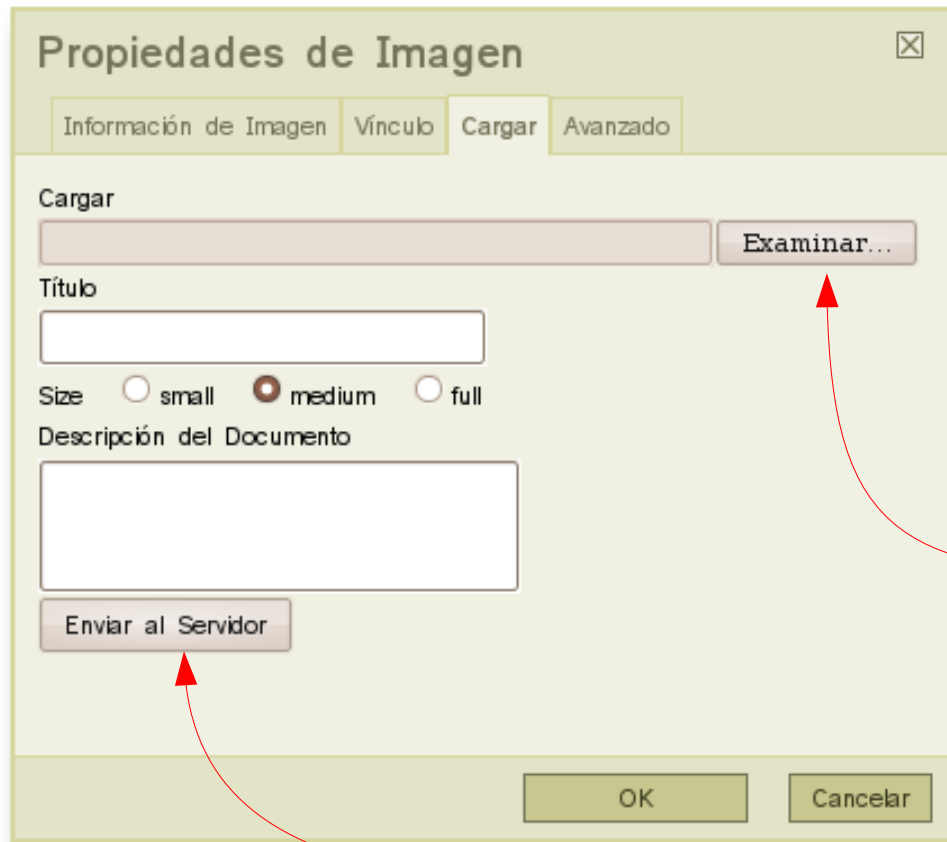 Propiedades de Imagen
Información de Imagen Vínculo Cargar Avanzado
Cargar
Examinar...
Título
Size small medium full
Descripción del Documento
Enviar al Servidor
OK Cancelar